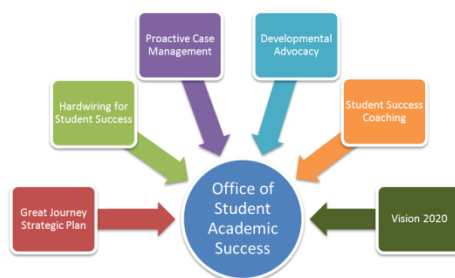 Proactive Case
Management
Developmental
Advocacy
Hardwiring for
Student Success
Student Success
Coaching
Great Journey
Strategic Plan
Office of
Student
Academic
Success
Vision 2020